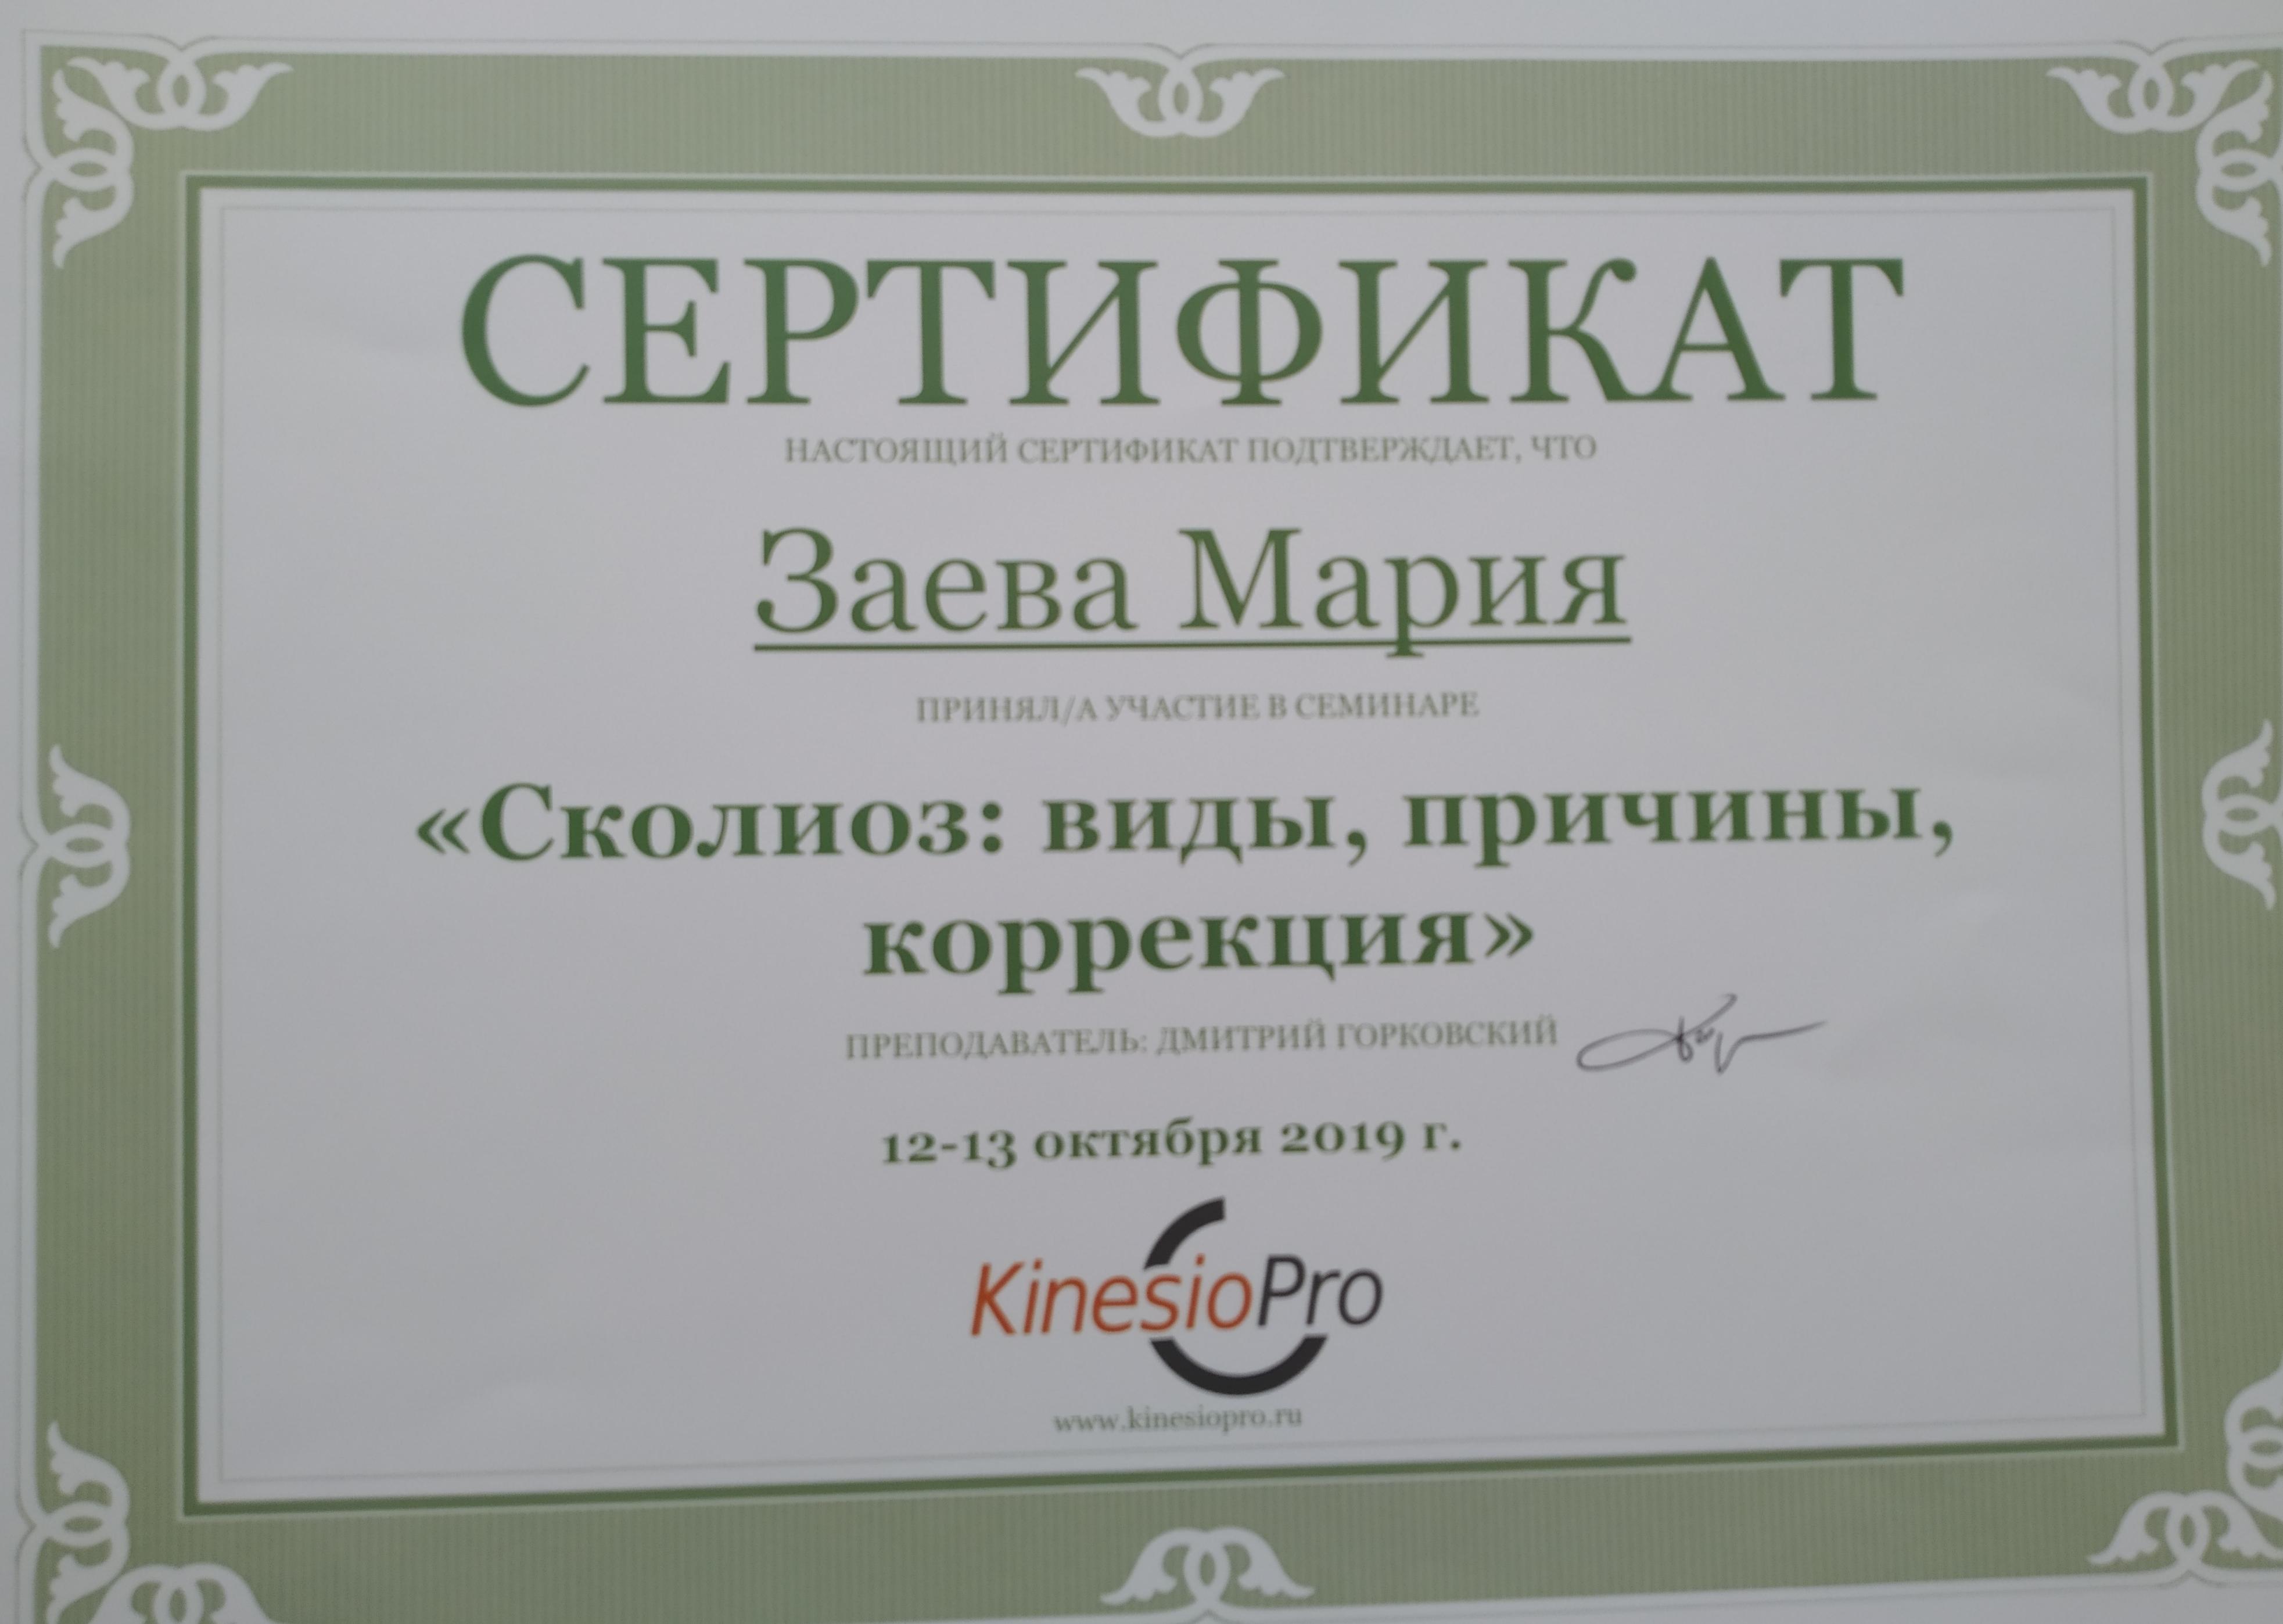 СЕРТИФИКАТ
НАСТОЯЩИЙ СЕРТИФИКАТ ПОДТВЕРЖДАЕТ, ЧТО
Заева Мария
ПРИНЯЛ/А УЧАСТИЕ В СЕМИНАРЕ
«Сколиоз: виды, причины,
коррекция»
ПРЕПОДАВАТЕЛЬ: ДМИТРИЙ ГОРКОВСКИЙ
12-13 октября 2019 г.
KinesioPro
www.kinesiopro.ru